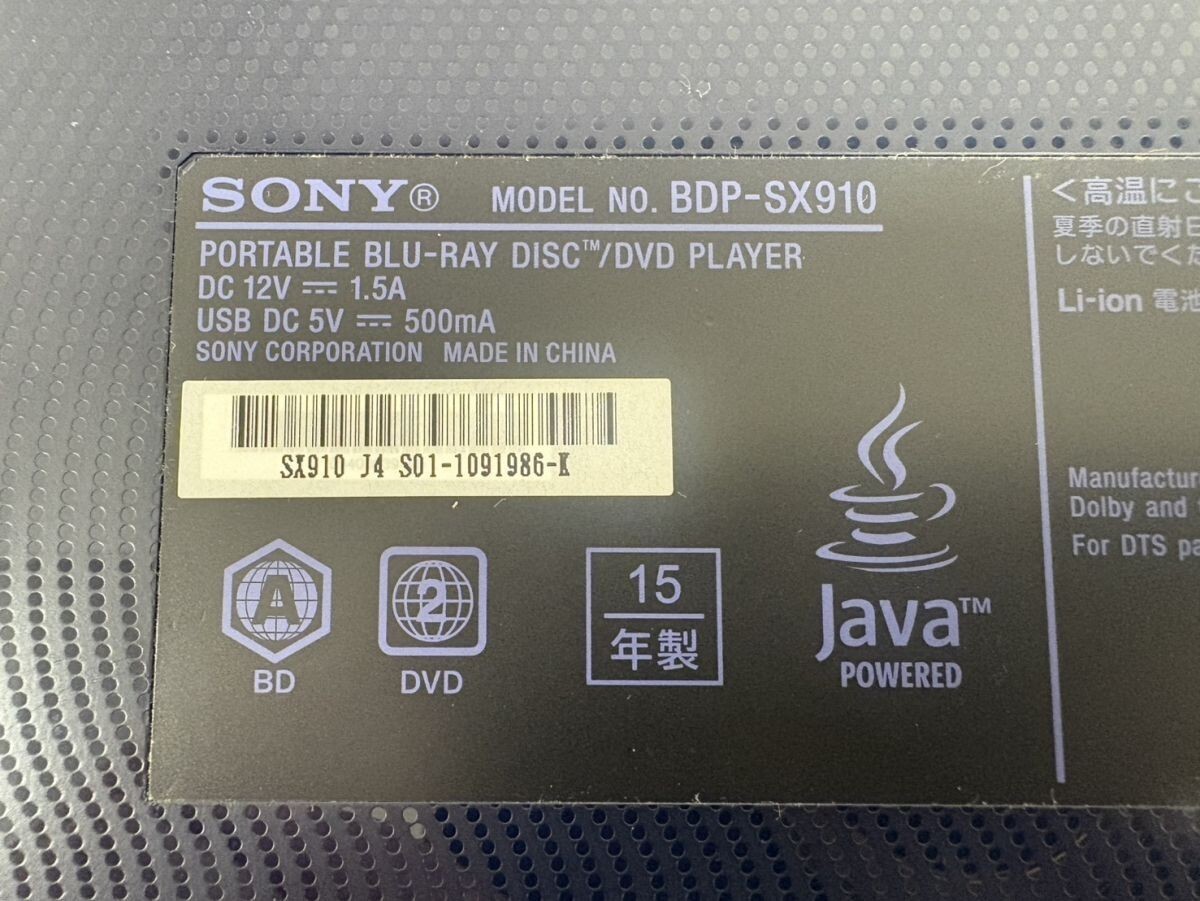 SONY® MODEL NO. BDP-SX910
PORTABLE BLU-RAY DISC™/DVD PLAYER
DC 12V ⎓ 1.5A
USB DC 5V ⎓ 500mA
SONY CORPORATION MADE IN CHINA
SX910 J4 S01-1091986-K
A
BD
2
DVD
15
年製
Java™
POWERED
<高温にご
夏季の直射日
しないでくだ
Li-ion 電池
Manufacture
Dolby and
For DTS pa